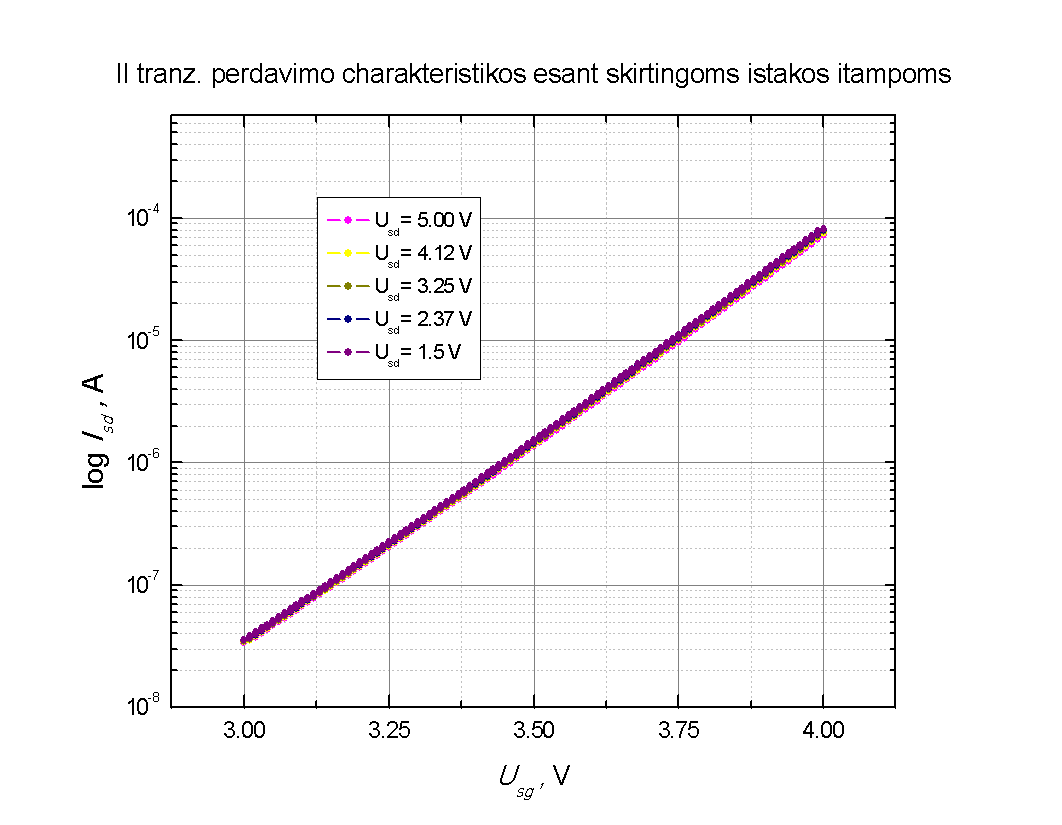 II tranz. perdavimo charakteristikos esant skirtingoms istakos itampoms
U_sd = 5.00 V
U_sd = 4.12 V
U_sd = 3.25 V
U_sd = 2.37 V
U_sd = 1.5 V
log I_sd, A
10^-4
10^-5
10^-6
10^-7
10^-8
3.00 3.25 3.50 3.75 4.00
U_sg, V